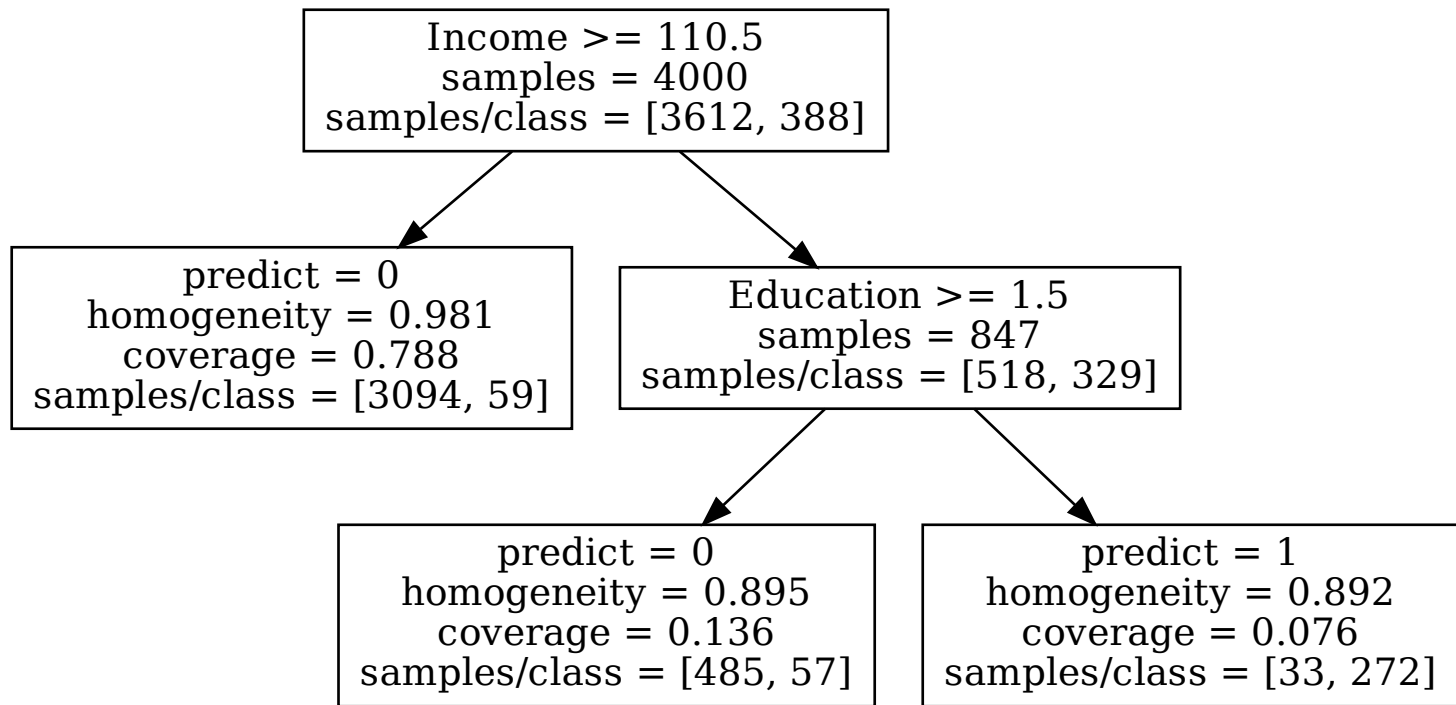 Income >= 110.5
samples = 4000
samples/class = [3612, 388]
predict = 0
homogeneity = 0.981
coverage = 0.788
samples/class = [3094, 59]
Education >= 1.5
samples = 847
samples/class = [518, 329]
predict = 0
homogeneity = 0.895
coverage = 0.136
samples/class = [485, 57]
predict = 1
homogeneity = 0.892
coverage = 0.076
samples/class = [33, 272]